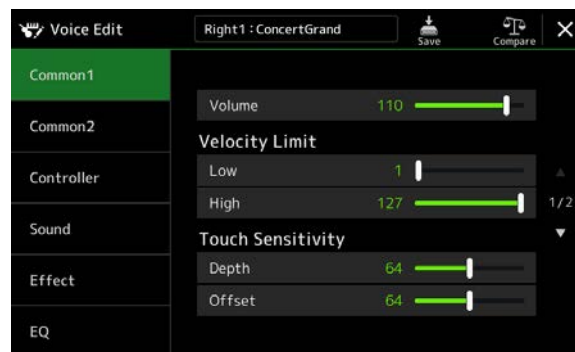 Voice Edit
Right1 : ConcertGrand
Save
Compare
Common1
Common2
Controller
Sound
Effect
EQ
Volume 110
Velocity Limit
Low 1
High 127
Touch Sensitivity
Depth 64
Offset 64
1/2